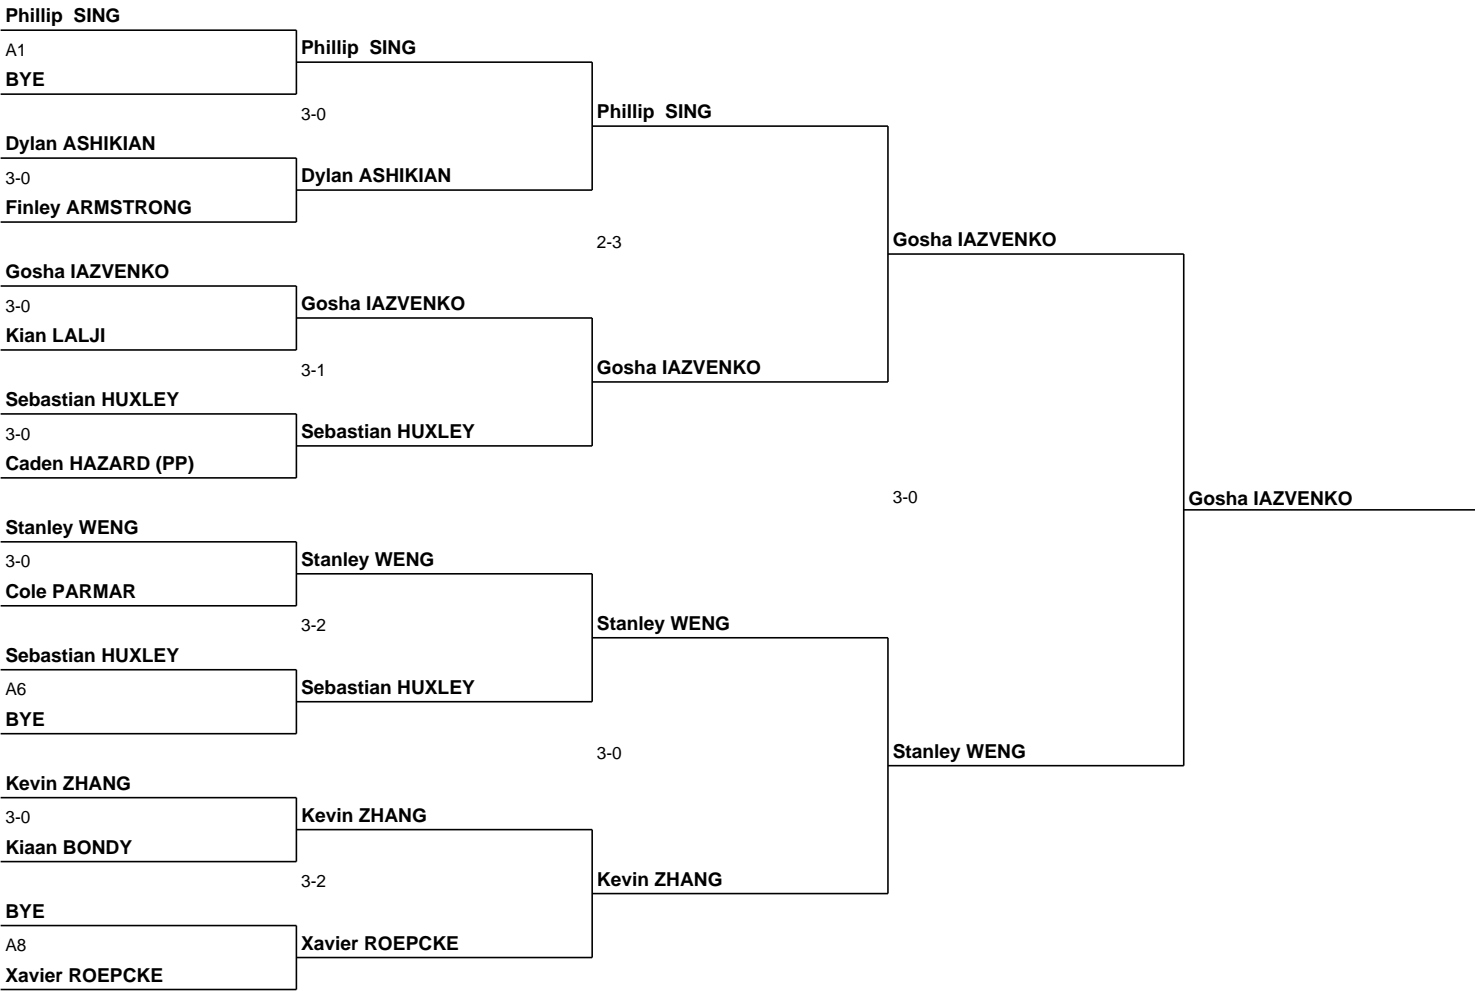 Phillip  SING
A1
BYE
Phillip  SING
3-0
Dylan ASHIKIAN
3-0
Finley ARMSTRONG
Dylan ASHIKIAN
Phillip  SING
2-3
Gosha IAZVENKO
3-0
Kian LALJI
Gosha IAZVENKO
3-1
Sebastian HUXLEY
3-0
Caden HAZARD (PP)
Sebastian HUXLEY
Gosha IAZVENKO
Gosha IAZVENKO
3-0
Gosha IAZVENKO
Stanley WENG
3-0
Cole PARMAR
Stanley WENG
3-2
Sebastian HUXLEY
A6
BYE
Sebastian HUXLEY
Stanley WENG
3-0
Stanley WENG
Kevin ZHANG
3-0
Kiaan BONDY
Kevin ZHANG
3-2
BYE
A8
Xavier ROEPCKE
Xavier ROEPCKE
Kevin ZHANG